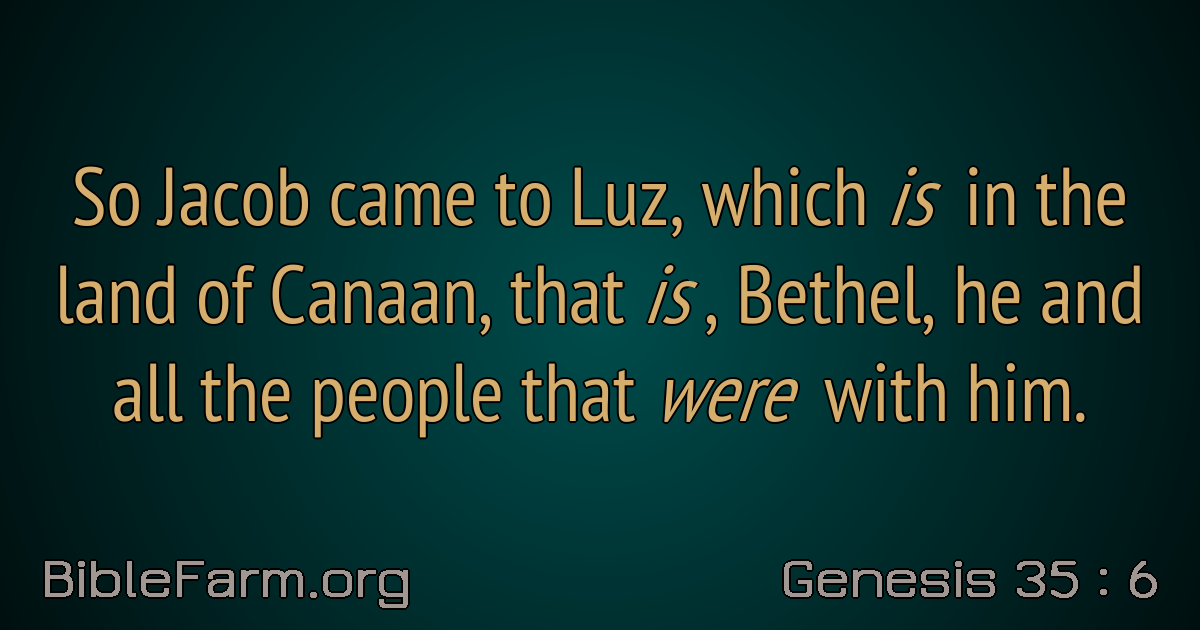 So Jacob came to Luz, which is in the
land of Canaan, that is, Bethel, he and
all the people that were with him.
BibleFarm.org
Genesis 35 : 6